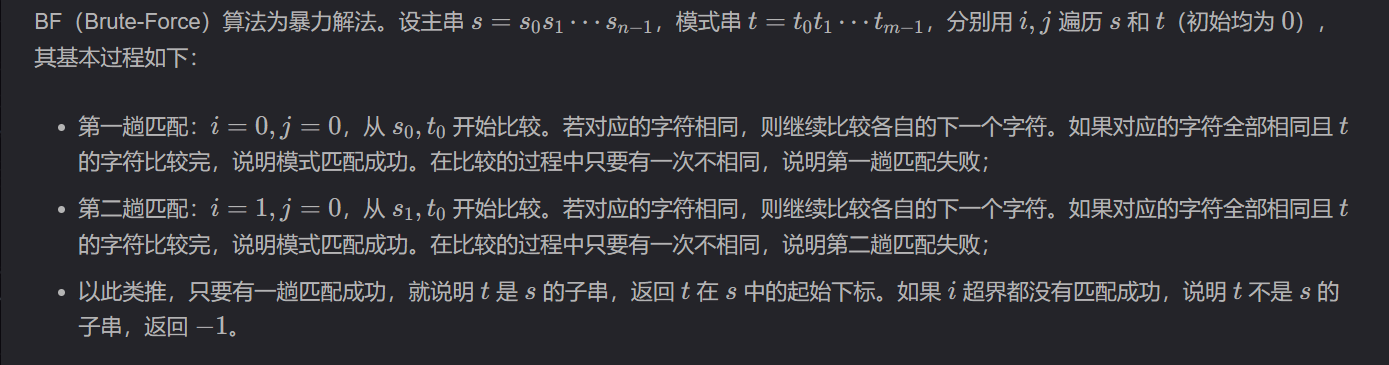 BF（Brute-Force）算法为暴力解法。设主串 s = s₀s₁⋯sₙ₋₁，模式串 t = t₀t₁⋯tₘ₋₁，分别用 i, j 遍历 s 和 t（初始均为 0），
其基本过程如下：
• 第一趟匹配：i = 0, j = 0，从 s₀, t₀ 开始比较。若对应的字符相同，则继续比较各自的下一个字符。如果对应的字符全部相同且 t
的字符比较完，说明模式匹配成功。在比较的过程中只要有一次不相同，说明第一趟匹配失败；
• 第二趟匹配：i = 1, j = 0，从 s₁, t₀ 开始比较。若对应的字符相同，则继续比较各自的下一个字符。如果对应的字符全部相同且 t
的字符比较完，说明模式匹配成功。在比较的过程中只要有一次不相同，说明第二趟匹配失败；
• 以此类推，只要有一趟匹配成功，就说明 t 是 s 的子串，返回 t 在 s 中的起始下标。如果 i 超界都没有匹配成功，说明 t 不是 s 的
子串，返回 −1。